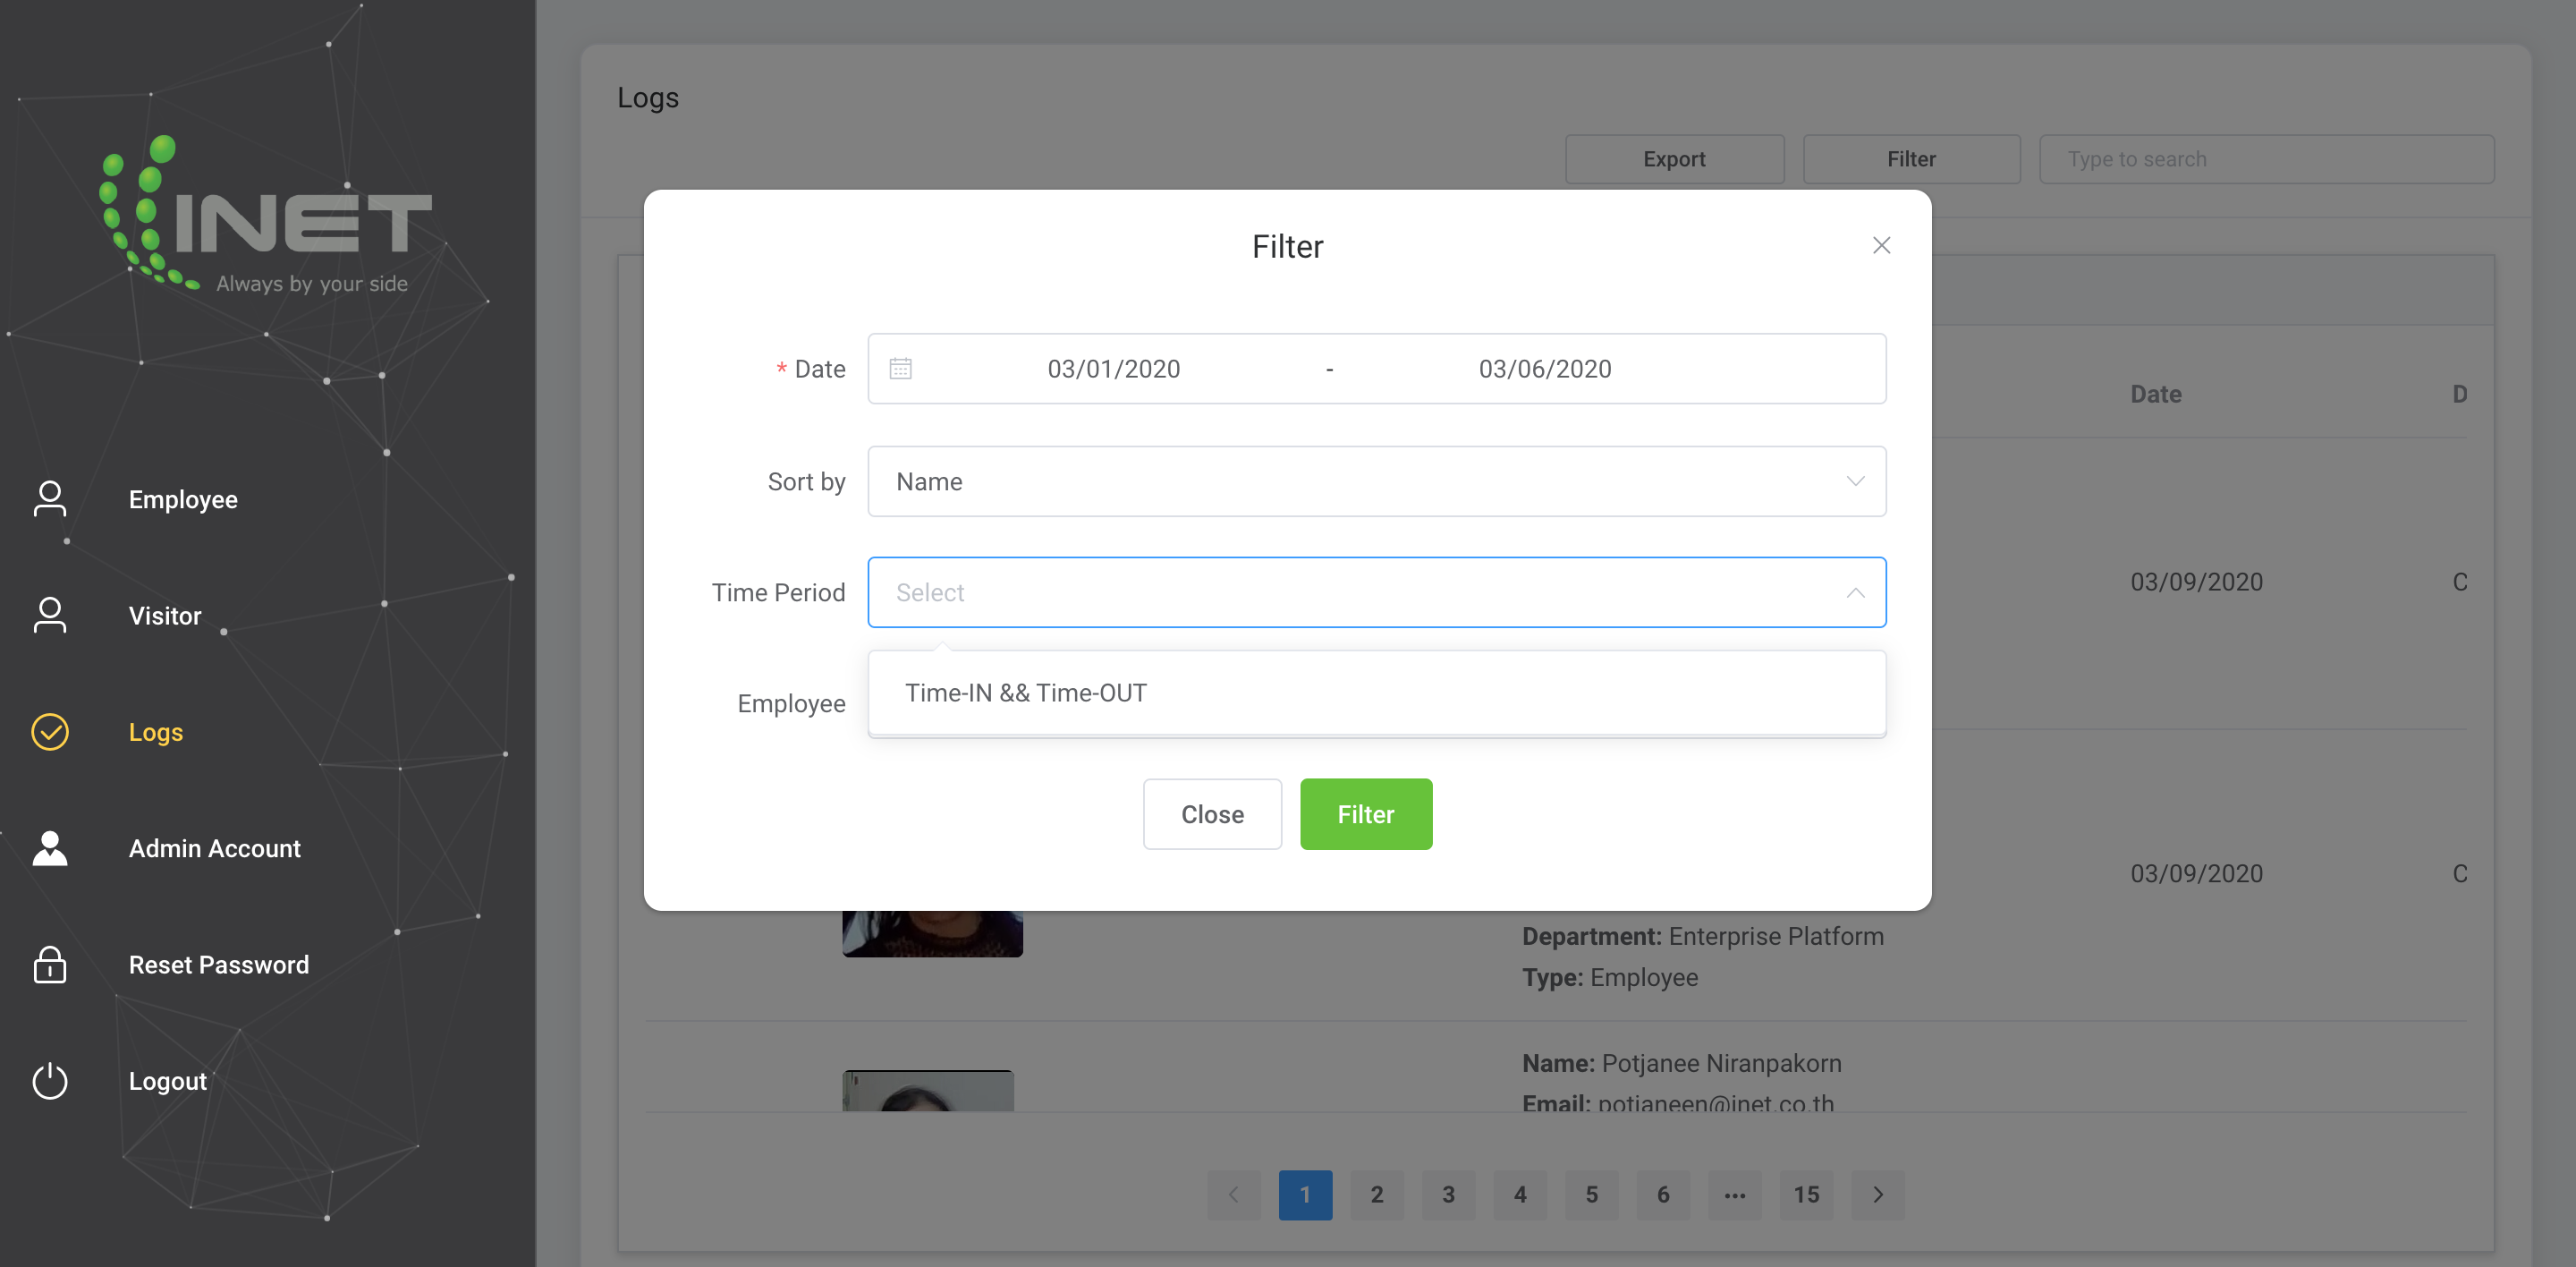 INET
Always by your side
Employee
Visitor
Logs
Admin Account
Reset Password
Logout
Logs
Export
Filter
Type to search
Filter
* Date
03/01/2020 - 03/06/2020
Sort by
Name
Time Period
Select
Time-IN && Time-OUT
Employee
Close
Filter
Date
D
03/09/2020
C
03/09/2020
C
Department: Enterprise Platform
Type: Employee
Name: Potjanee Niranpakorn
Email: potjaneen@inet.co.th
1 2 3 4 5 6 ... 15